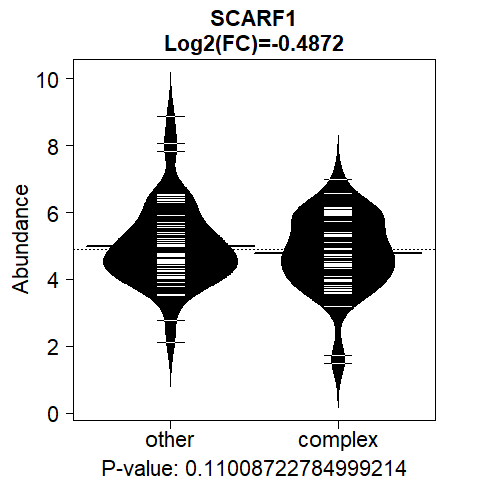 SCARF1
Log2(FC)=-0.4872
Abundance
10
8
6
4
2
0
other complex
P-value: 0.11008722784999214